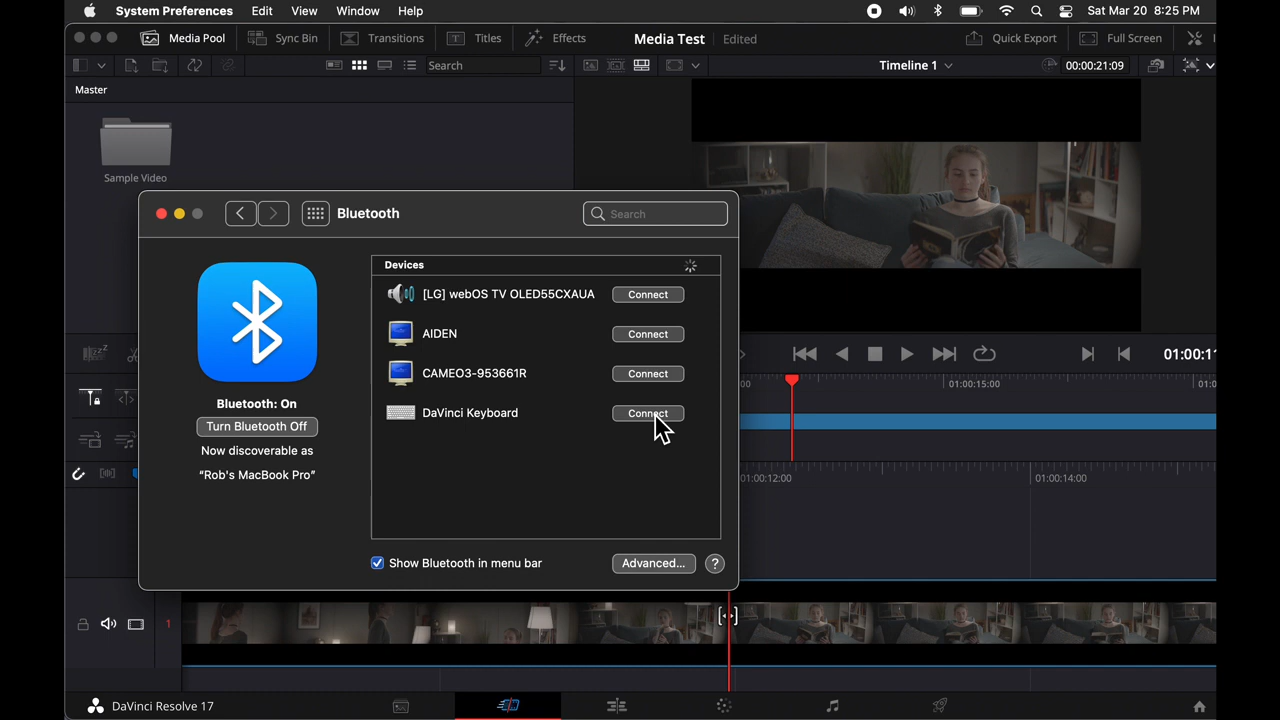 System Preferences Edit View Window Help Sat Mar 20 8:25 PM
Media Pool Sync Bin Transitions Titles Effects Media Test Edited Quick Export Full Screen
Search Timeline 1 00:00:21:09
Master
Sample Video
Bluetooth Search
Devices
[LG] webOS TV OLED55CXAUA Connect
AIDEN Connect
CAMEO3-953661R Connect
DaVinci Keyboard Connect
Bluetooth: On
Turn Bluetooth Off
Now discoverable as
“Rob's MacBook Pro”
Show Bluetooth in menu bar Advanced... ?
01:00:15:00
01:00:12:00 01:00:14:00
1
DaVinci Resolve 17